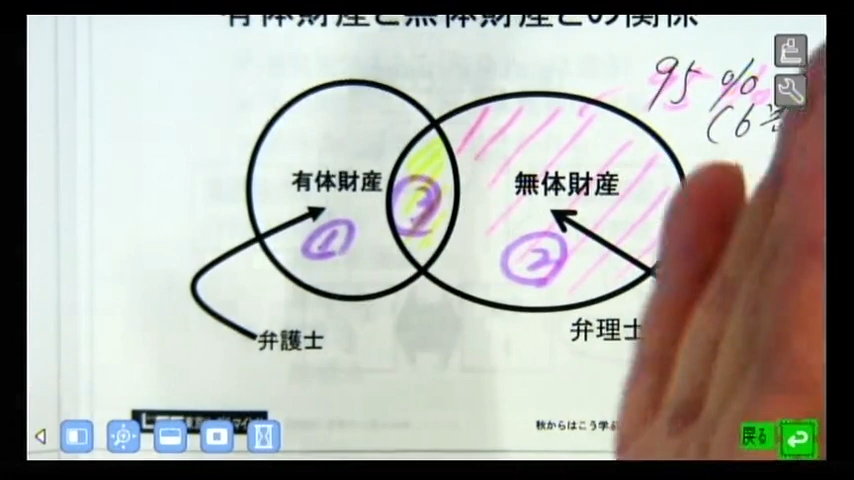 有体財産と無体財産との関係
95%
(6
有体財産
③
無体財産
①
②
弁護士
弁理士
秋からはこう学ぶ
戻る